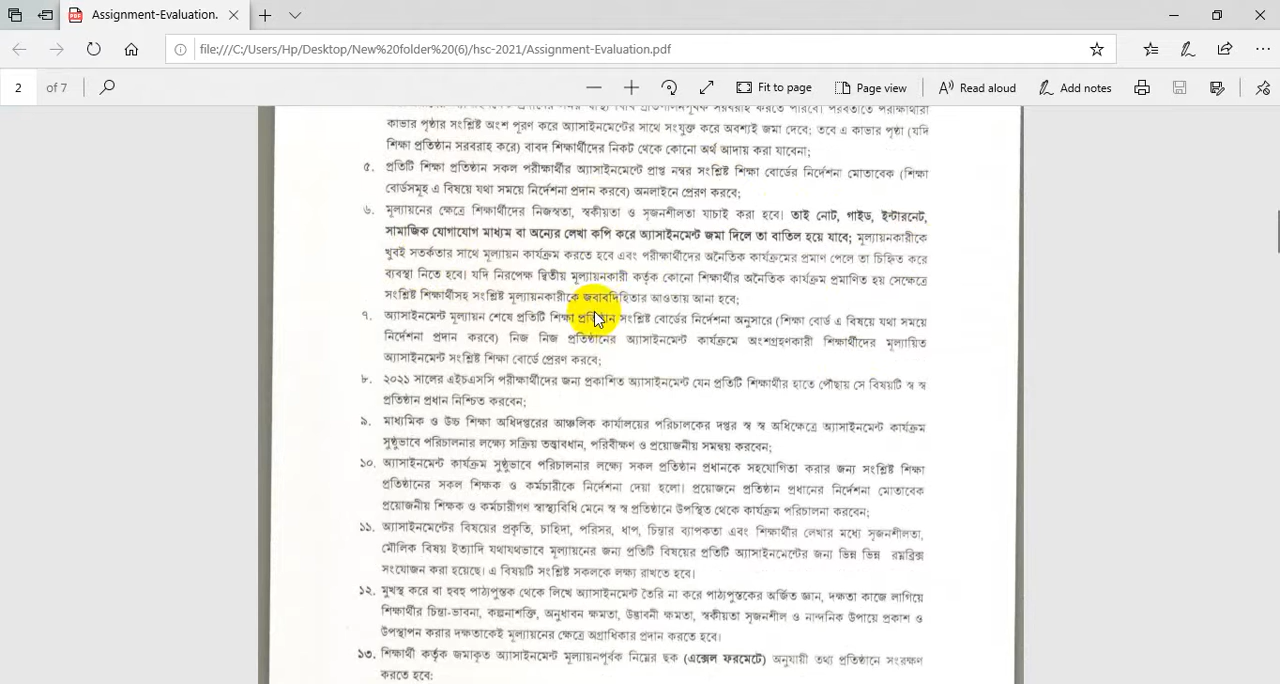 Assignment-Evaluation.
file:///C:/Users/Hp/Desktop/New%20folder%20(6)/hsc-2021/Assignment-Evaluation.pdf
2 of 7
Fit to page
Page view
Read aloud
Add notes
কাভার পৃষ্ঠার সংশ্লিষ্ট অংশ পূরণ করে অ্যাসাইনমেন্টের সাথে সংযুক্ত করে অবশ্যই জমা দেবে; তবে এ কাভার পৃষ্ঠা (যদি
শিক্ষা প্রতিষ্ঠান সরবরাহ করে) বাবদ শিক্ষার্থীদের নিকট থেকে কোনো অর্থ আদায় করা যাবেনা;
৫. প্রতিটি শিক্ষা প্রতিষ্ঠান সকল পরীক্ষার্থীর অ্যাসাইনমেন্টে প্রাপ্ত নম্বর সংশ্লিষ্ট শিক্ষা বোর্ডের নির্দেশনা মোতাবেক (শিক্ষা
বোর্ডসমূহ এ বিষয়ে যথা সময়ে নির্দেশনা প্রদান করবে) অনলাইনে প্রেরণ করবে;
৬. মূল্যায়নের ক্ষেত্রে শিক্ষার্থীদের নিজস্বতা, স্বকীয়তা ও সৃজনশীলতা যাচাই করা হবে। তাই নোট, গাইড, ইন্টারনেট,
সামাজিক যোগাযোগ মাধ্যম বা অন্যের লেখা কপি করে অ্যাসাইনমেন্ট জমা দিলে তা বাতিল হয়ে যাবে; মূল্যায়নকারীকে
খুবই সতর্কতার সাথে মূল্যায়ন কার্যক্রম করতে হবে এবং পরীক্ষার্থীদের অনৈতিক কার্যক্রমের প্রমাণ পেলে তা চিহ্নিত করে
ব্যবস্থা নিতে হবে। যদি নিরপেক্ষ দ্বিতীয় মূল্যায়নকারী কর্তৃক কোনো শিক্ষার্থীর অনৈতিক কার্যক্রম প্রমাণিত হয় সেক্ষেত্রে
সংশ্লিষ্ট শিক্ষার্থীসহ সংশ্লিষ্ট মূল্যায়নকারীকে জবাবদিহিতার আওতায় আনা হবে;
৭. অ্যাসাইনমেন্ট মূল্যায়ন শেষে প্রতিটি শিক্ষা প্রতিষ্ঠান সংশ্লিষ্ট বোর্ডের নির্দেশনা অনুসারে (শিক্ষা বোর্ড এ বিষয়ে যথা সময়ে
নির্দেশনা প্রদান করবে) নিজ নিজ প্রতিষ্ঠানের অ্যাসাইনমেন্ট কার্যক্রমে অংশগ্রহণকারী শিক্ষার্থীদের মূল্যায়িত
অ্যাসাইনমেন্ট সংশ্লিষ্ট শিক্ষা বোর্ডে প্রেরণ করবে;
৮. ২০২১ সালের এইচএসসি পরীক্ষার্থীদের জন্য প্রকাশিত অ্যাসাইনমেন্ট যেন প্রতিটি শিক্ষার্থীর হাতে পৌছায় সে বিষয়টি স্ব স্ব
প্রতিষ্ঠান প্রধান নিশ্চিত করবেন;
৯. মাধ্যমিক ও উচ্চ শিক্ষা অধিদপ্তরের আঞ্চলিক কার্যালয়ের পরিচালকের দপ্তর স্ব স্ব অধিক্ষেত্রে অ্যাসাইনমেন্ট কার্যক্রম
সুষ্ঠুভাবে পরিচালনার লক্ষ্যে সক্রিয় তত্ত্বাবধান, পরিবীক্ষণ ও প্রয়োজনীয় সমন্বয় করবেন;
১০. অ্যাসাইনমেন্ট কার্যক্রম সুষ্ঠুভাবে পরিচালনার লক্ষ্যে সকল প্রতিষ্ঠান প্রধানকে সহযোগিতা করার জন্য সংশ্লিষ্ট শিক্ষা
প্রতিষ্ঠানের সকল শিক্ষক ও কর্মচারীকে নির্দেশনা দেয়া হলো। প্রয়োজনে প্রতিষ্ঠান প্রধানের নির্দেশনা মোতাবেক
প্রয়োজনীয় শিক্ষক ও কর্মচারীগণ স্বাস্থ্যবিধি মেনে স্ব স্ব প্রতিষ্ঠানে উপস্থিত থেকে কার্যক্রম পরিচালনা করবেন;
১১. অ্যাসাইনমেন্টের বিষয়ের প্রকৃতি, চাহিদা, পরিসর, ধাপ, চিন্তার ব্যাপকতা এবং শিক্ষার্থীর লেখার মধ্যে সৃজনশীলতা,
মৌলিক বিষয় ইত্যাদি যথাযথভাবে মূল্যায়নের জন্য প্রতিটি বিষয়ের প্রতিটি অ্যাসাইনমেন্টের জন্য ভিন্ন ভিন্ন রুব্রিক্স
সংযোজন করা হয়েছে। এ বিষয়টি সংশ্লিষ্ট সকলকে লক্ষ্য রাখতে হবে।
১২. মুখস্থ করে বা হুবহু পাঠ্যপুস্তক থেকে লিখে অ্যাসাইনমেন্ট তৈরি না করে পাঠ্যপুস্তকের অর্জিত জ্ঞান, দক্ষতা কাজে লাগিয়ে
শিক্ষার্থীর চিন্তা-ভাবনা, কল্পনাশক্তি, অনুধাবন ক্ষমতা, উদ্ভাবনী ক্ষমতা, স্বকীয়তা সৃজনশীল ও নান্দনিক উপায়ে প্রকাশ ও
উপস্থাপন করার দক্ষতাকেই মূল্যায়নের ক্ষেত্রে অগ্রাধিকার প্রদান করতে হবে।
১৩. শিক্ষার্থী কর্তৃক জমাকৃত অ্যাসাইনমেন্ট মূল্যায়নপূর্বক নিম্নের ছক (এক্সেল ফরমেটে) অনুযায়ী তথ্য প্রতিষ্ঠানে সংরক্ষণ
করতে হবে: